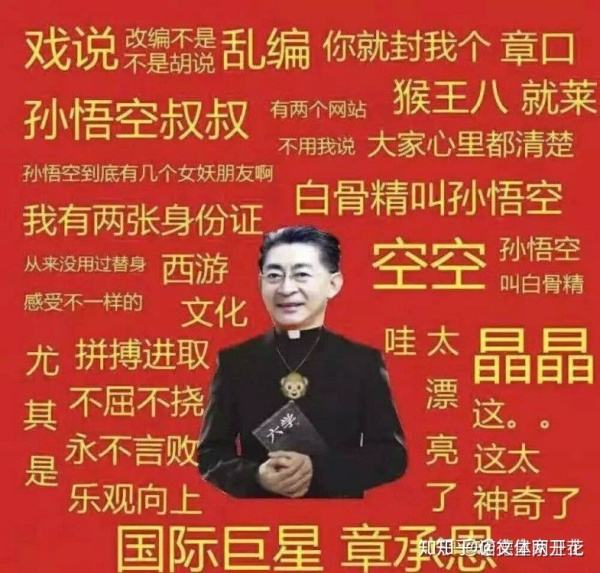 戏说 改编不是 乱编 你就封我个 章口
不是胡说
孙悟空叔叔 有两个网站 猴王八 就莱
不用我说 大家心里都清楚
孙悟空到底有几个女妖朋友啊
我有两张身份证 白骨精叫孙悟空
从来没用过替身 西游 空空 孙悟空
叫白骨精
感受不一样的 文化
尤其是 拼搏进取
不屈不挠
永不言败
乐观向上
六学
哇 太漂亮了 晶晶
这。。
这太
神奇了
国际巨星 章承恩